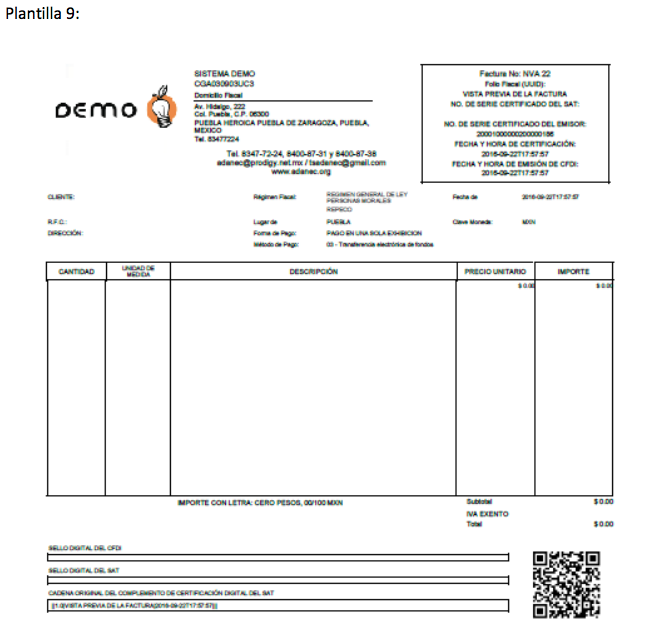 Plantilla 9:
DEMO
SISTEMA DEMO
CGA030903UC3
Domicilio Fiscal
Av. Hidalgo, 222
Col. Puebla, C.P. 06300
PUEBLA HEROICA PUEBLA DE ZARAGOZA, PUEBLA,
MEXICO
Tel. 83477224
Tel. 8347-72-24, 8400-87-31 y 8400-87-38
adanec@prodigy.net.mx / tsadanec@gmail.com
www.adanec.org
Factura No: NVA 22
Folio Fiscal (UUID):
VISTA PREVIA DE LA FACTURA
NO. DE SERIE CERTIFICADO DEL SAT:
NO. DE SERIE CERTIFICADO DEL EMISOR:
20001000000200000186
FECHA Y HORA DE CERTIFICACIÓN:
2016-09-22T17:57:57
FECHA Y HORA DE EMISIÓN DE CFDI:
2016-09-22T17:57:57
CLIENTE:
R.F.C.:
DIRECCIÓN:
Régimen Fiscal: REGIMEN GENERAL DE LEY
PERSONAS MORALES
REPECO
Lugar de PUEBLA
Forma de Pago: PAGO EN UNA SOLA EXHIBICION
Método de Pago: 03 - Transferencia electrónica de fondos
Fecha de 2016-09-22T17:57:57
Clave Moneda: MXN
CANTIDAD UNIDAD DE MEDIDA DESCRIPCIÓN PRECIO UNITARIO IMPORTE
$ 0.00 $ 0.00
IMPORTE CON LETRA: CERO PESOS, 00/100 MXN
Subtotal $ 0.00
IVA EXENTO
Total $ 0.00
SELLO DIGITAL DEL CFDI
SELLO DIGITAL DEL SAT
CADENA ORIGINAL DEL COMPLEMENTO DE CERTIFICACIÓN DIGITAL DEL SAT
||1.0|VISTA PREVIA DE LA FACTURA|2016-09-22T17:57:57||